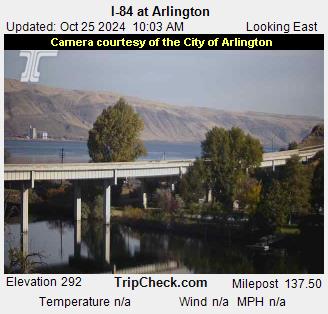 I-84 at Arlington
Updated: Oct 25 2024 10:03 AM Looking East
Camera courtesy of the City of Arlington
Elevation 292 TripCheck.com Milepost 137.50
Temperature n/a Wind n/a MPH n/a